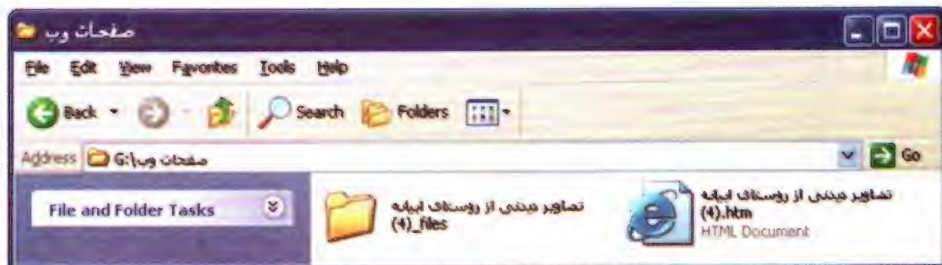 صفحات وب
File Edit View Favorites Tools Help
Back Search Folders
Address G:\صفحات وب Go
File and Folder Tasks
تصاویر دیدنی از روستای ابیانه
(4)_files
تصاویر دیدنی از روستای ابیانه
(4).htm
HTML Document